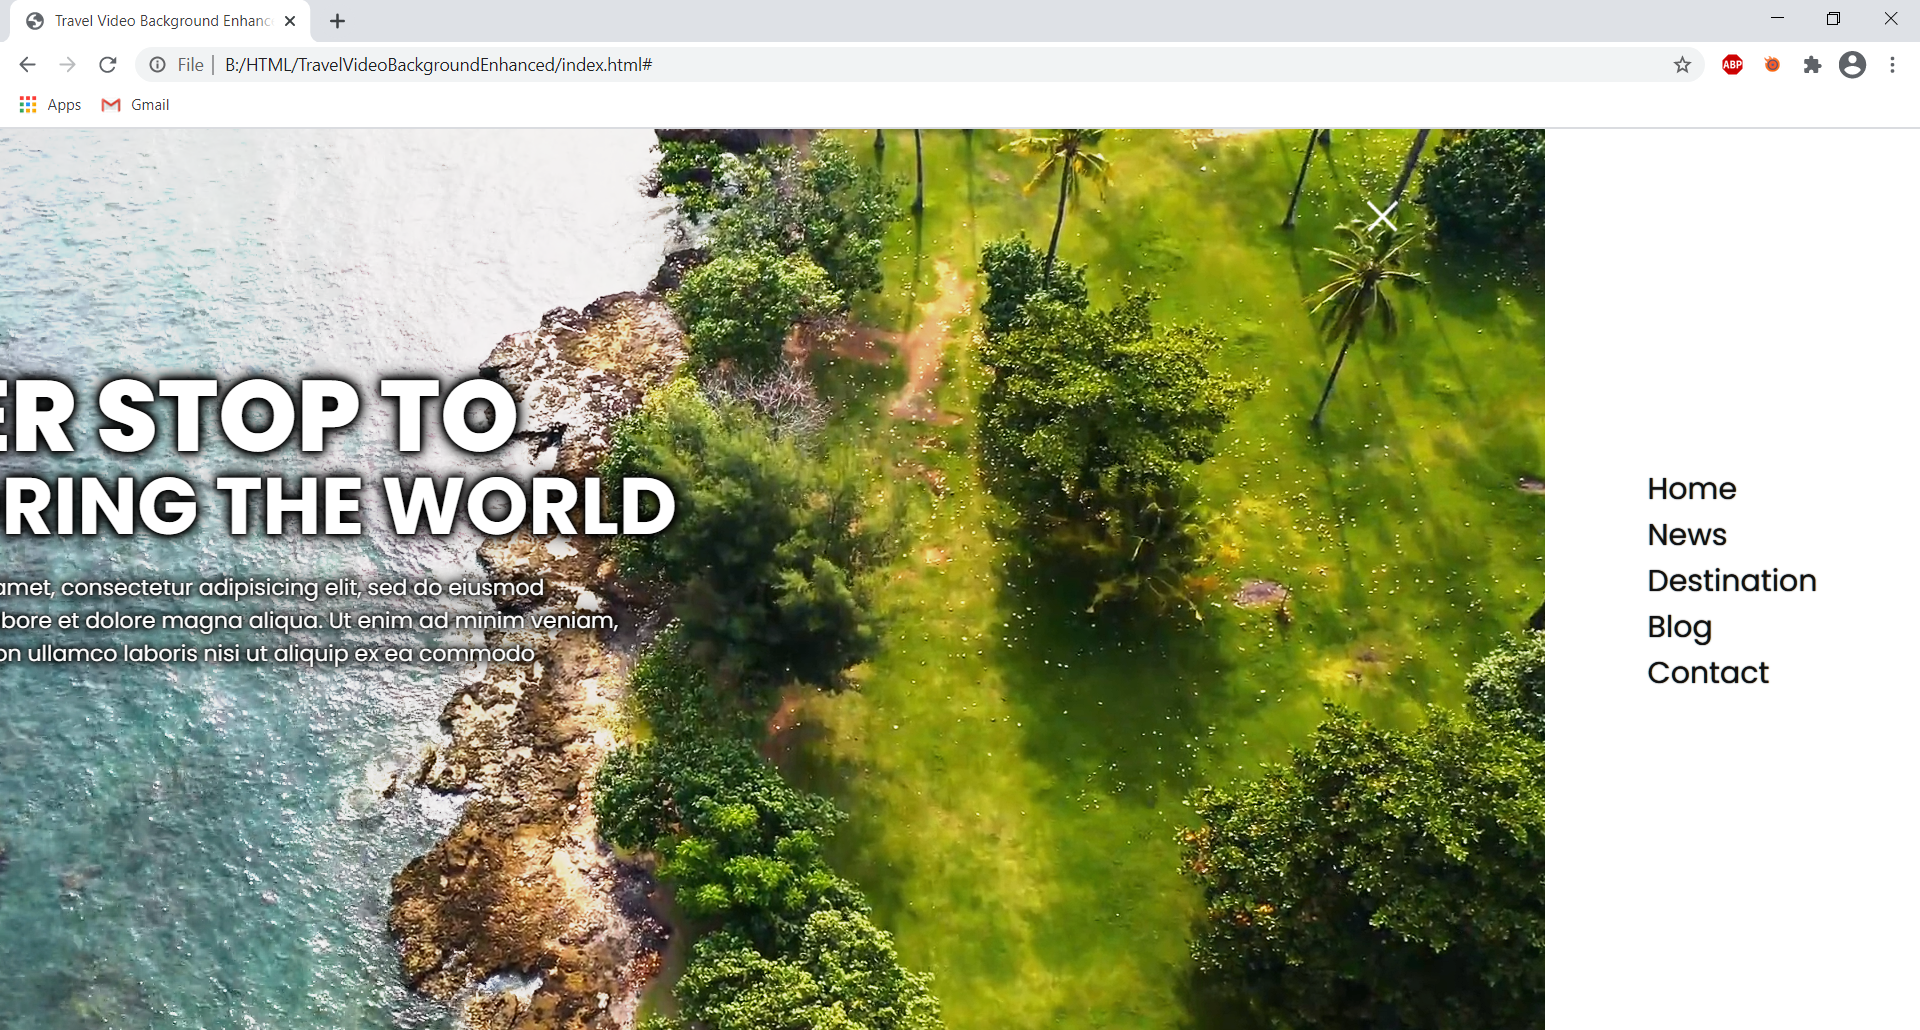 Travel Video Background Enhanc
File | B:/HTML/TravelVideoBackgroundEnhanced/index.html#
ABP
Apps Gmail
ER STOP TO
RING THE WORLD
amet, consectetur adipisicing elit, sed do eiusmod
bore et dolore magna aliqua. Ut enim ad minim veniam,
on ullamco laboris nisi ut aliquip ex ea commodo
Home
News
Destination
Blog
Contact